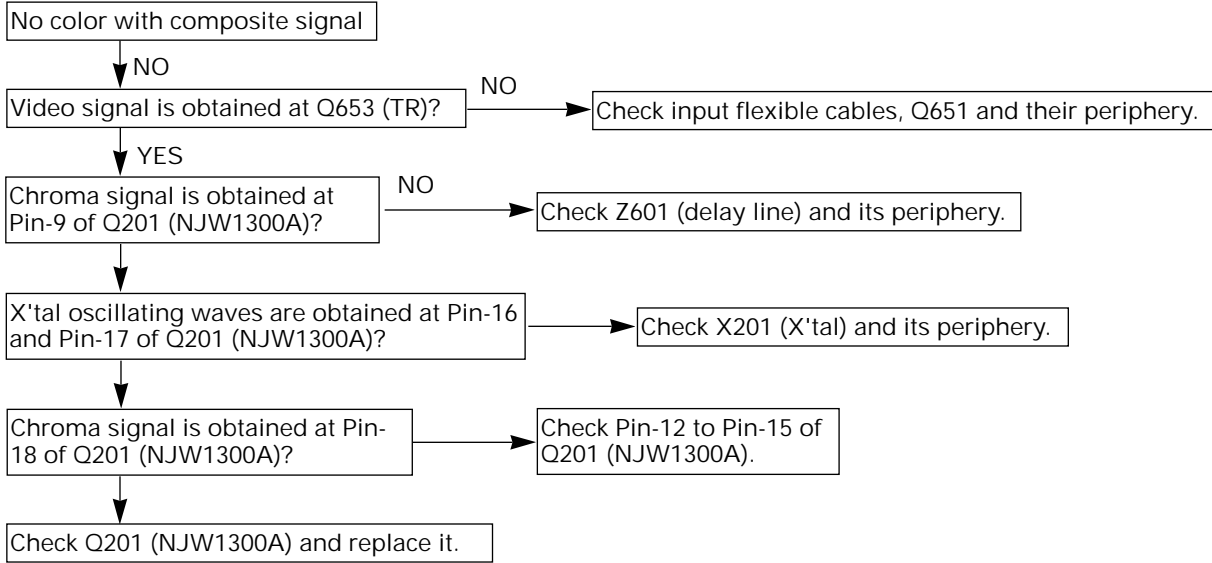 No color with composite signal
NO
Video signal is obtained at Q653 (TR)?
NO
Check input flexible cables, Q651 and their periphery.
YES
Chroma signal is obtained at
Pin-9 of Q201 (NJW1300A)?
NO
Check Z601 (delay line) and its periphery.
X'tal oscillating waves are obtained at Pin-16
and Pin-17 of Q201 (NJW1300A)?
Check X201 (X'tal) and its periphery.
Chroma signal is obtained at Pin-
18 of Q201 (NJW1300A)?
Check Pin-12 to Pin-15 of
Q201 (NJW1300A).
Check Q201 (NJW1300A) and replace it.